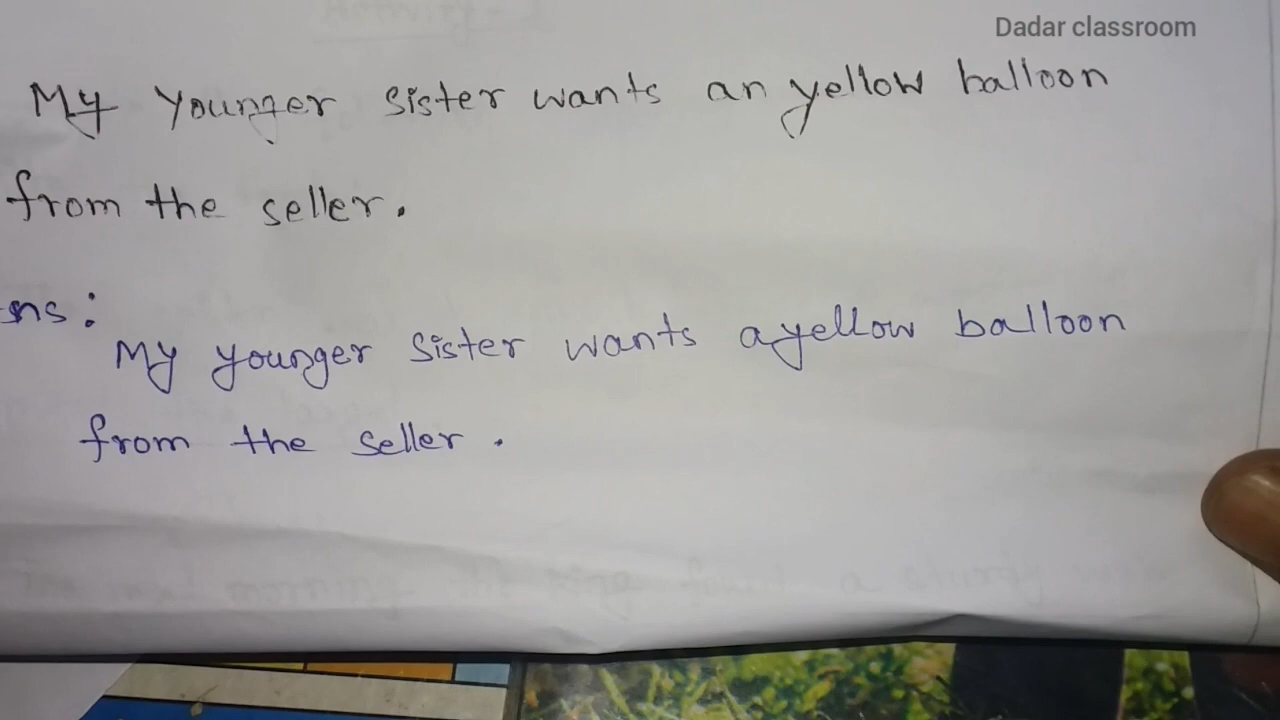 Dadar classroom
My younger sister wants an yellow balloon
from the seller.
ns:
My younger sister wants a yellow balloon
from the seller.